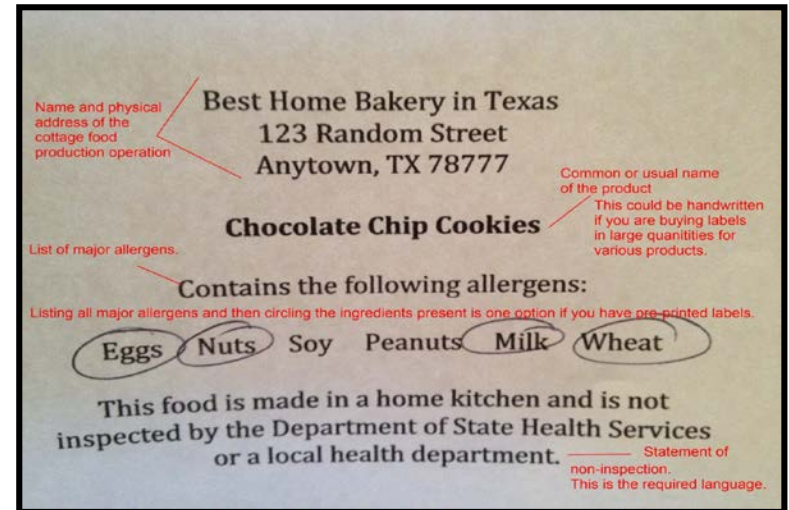 Name and physical
address of the
cottage food
production operation
Best Home Bakery in Texas
123 Random Street
Anytown, TX 78777
Common or usual name
of the product
This could be handwritten
if you are buying labels
in large quanitities for
various products.
Chocolate Chip Cookies
List of major allergens.
Contains the following allergens:
Listing all major allergens and then circling the ingredients present is one option if you have pre-printed labels.
Eggs Nuts Soy Peanuts Milk Wheat
This food is made in a home kitchen and is not
inspected by the Department of State Health Services
or a local health department.
Statement of
non-inspection.
This is the required language.